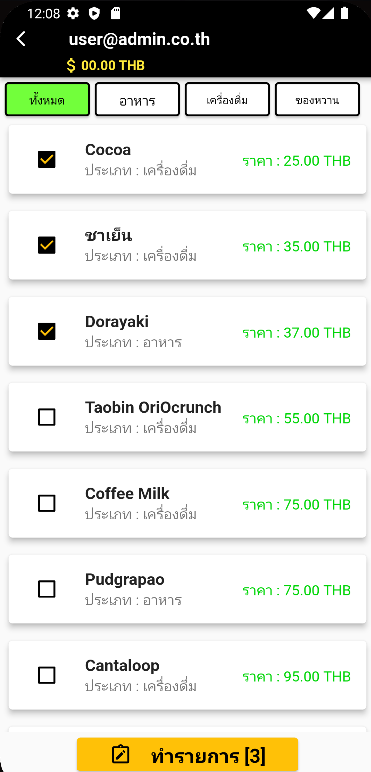 12:08
user@admin.co.th
$ 00.00 THB
ทั้งหมด อาหาร เครื่องดื่ม ของหวาน
Cocoa
ราคา : 25.00 THB
ประเภท : เครื่องดื่ม
ชาเย็น
ราคา : 35.00 THB
ประเภท : เครื่องดื่ม
Dorayaki
ราคา : 37.00 THB
ประเภท : อาหาร
Taobin OriOcrunch
ราคา : 55.00 THB
ประเภท : เครื่องดื่ม
Coffee Milk
ราคา : 75.00 THB
ประเภท : เครื่องดื่ม
Pudgrapao
ราคา : 75.00 THB
ประเภท : อาหาร
Cantaloop
ราคา : 95.00 THB
ประเภท : เครื่องดื่ม
ทำรายการ [3]